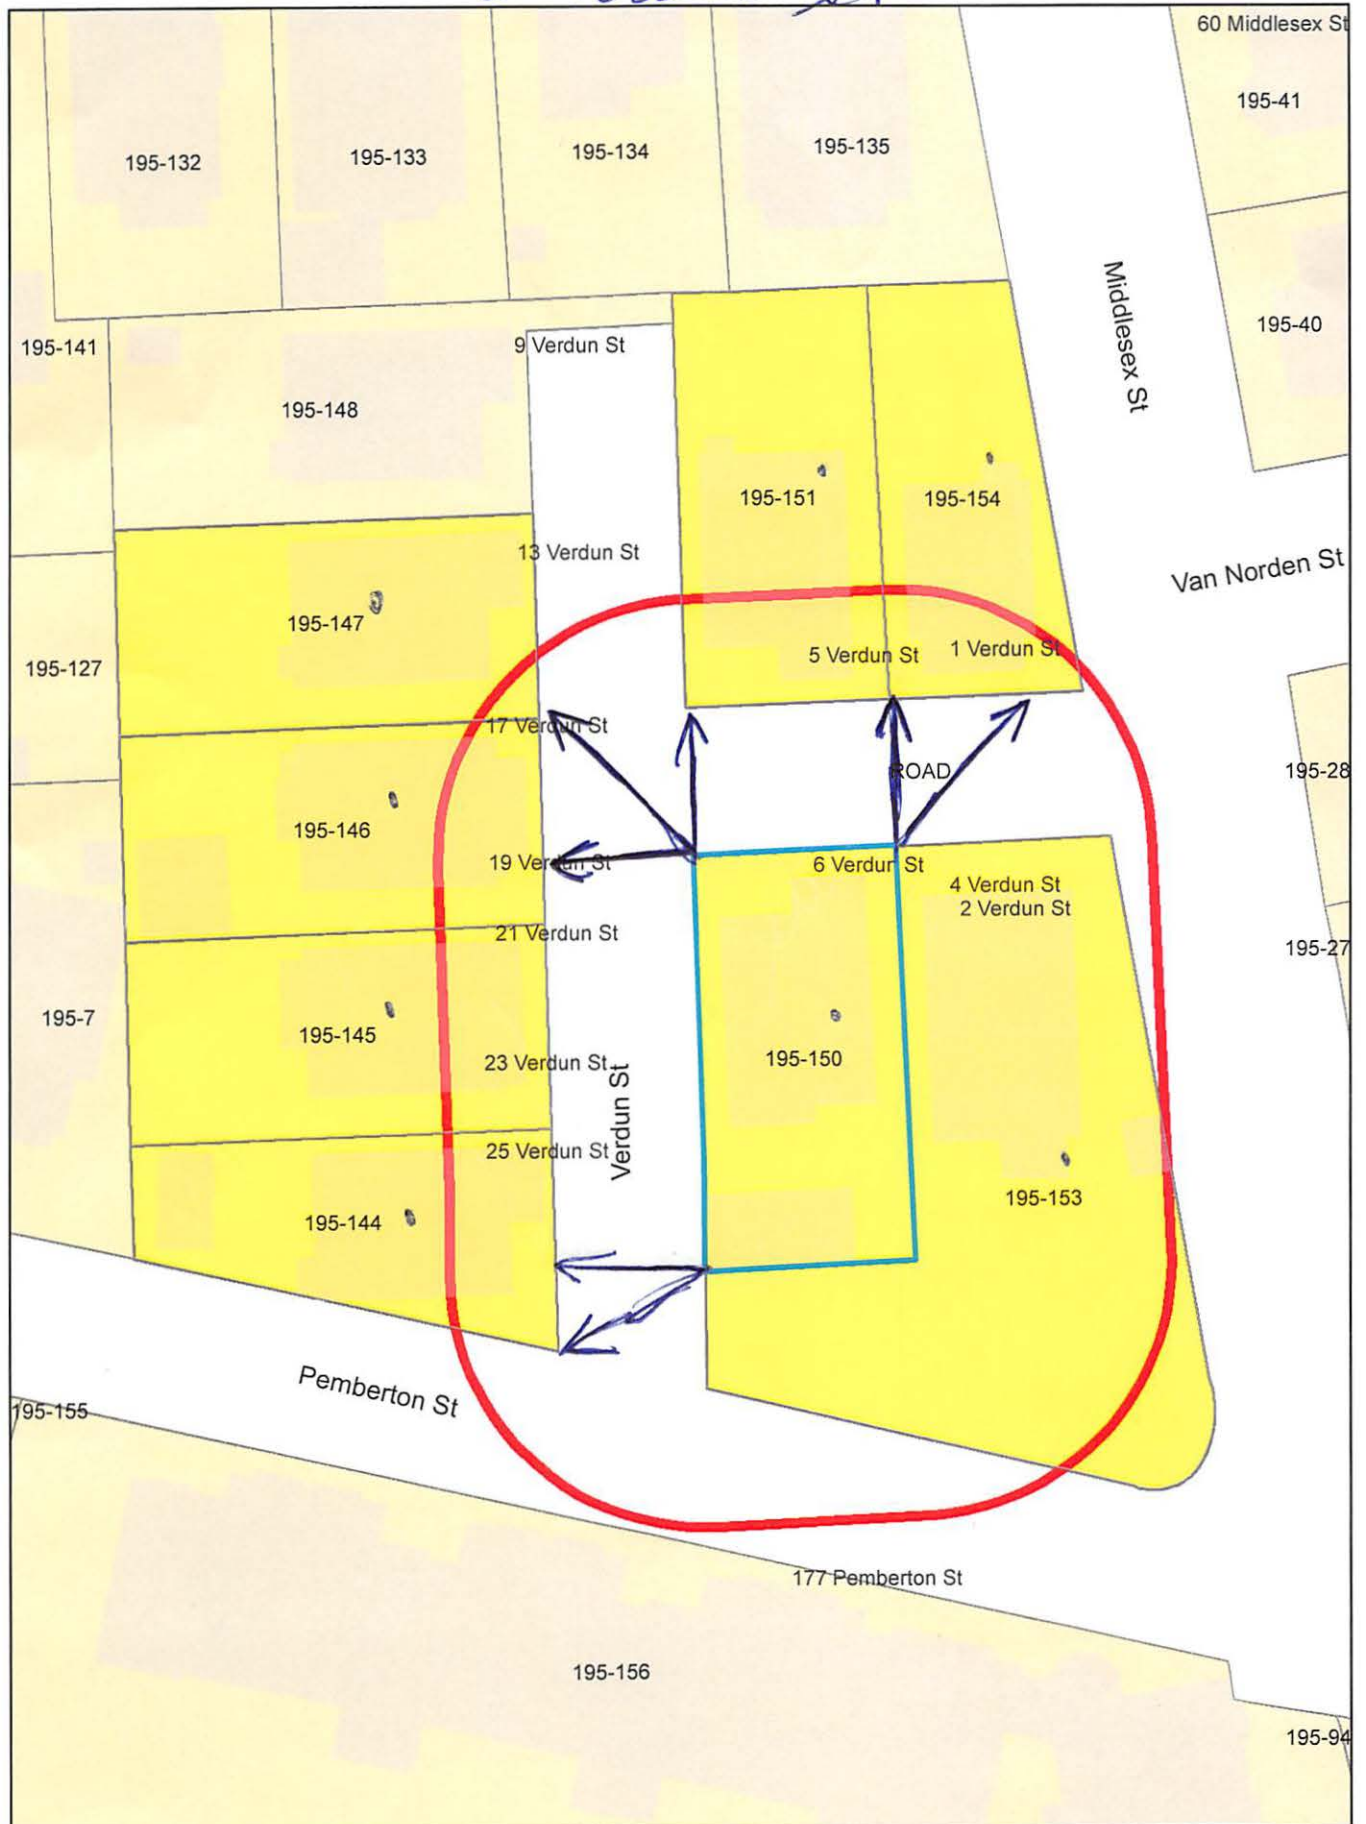 60 Middlesex St
195-41
195-132
195-133
195-134
195-135
Middlesex St
195-40
195-141
9 Verdun St
195-148
195-151
195-154
13 Verdun St
Van Norden St
195-147
195-127
5 Verdun St
1 Verdun St
17 Verdun St
ROAD
195-28
195-146
19 Verdun St
6 Verdun St
4 Verdun St
2 Verdun St
21 Verdun St
195-27
195-7
195-145
195-150
23 Verdun St
Verdun St
25 Verdun St
195-153
195-144
Pemberton St
195-155
177 Pemberton St
195-156
195-94